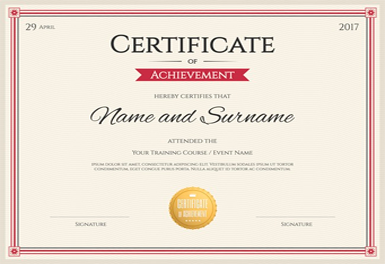 29 April
2017
Certificate
of
Achievement
hereby certifies that
Name and Surname
attended the
Your Training Course / Event Name
Ipsum dolor sit amet consectetur adipiscing elit. Vestibulum sodales ipsum ut tortor
condimentum, eget congue purus porta. Nulla aliquet id tortor ac condimentum.
Certificate
of Achievement
Signature
Signature